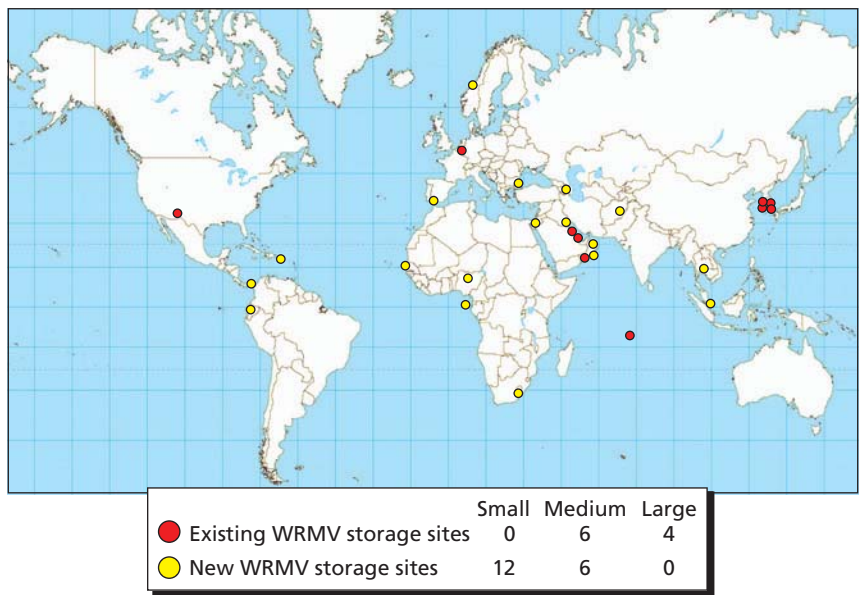 Small Medium Large
Existing WRMV storage sites 0 6 4
New WRMV storage sites 12 6 0